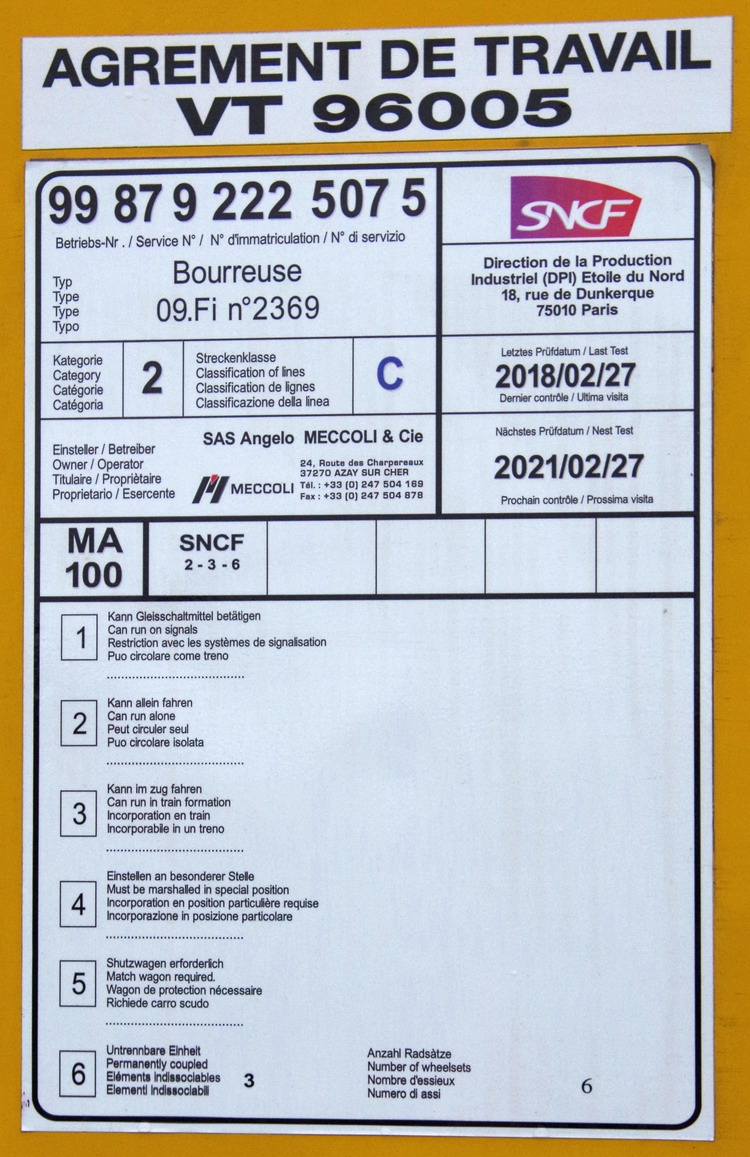 AGREMENT DE TRAVAIL
VT 96005
99 87 9 222 507 5
Betriebs-Nr . / Service N° / N° d'immatriculation / N° di servizio
Typ
Type
Type
Typo
Bourreuse
09.Fi n°2369
SNCF
Direction de la Production
Industriel (DPI) Etoile du Nord
18, rue de Dunkerque
75010 Paris
Kategorie
Category
Catégorie
Catégoria
2
Streckenklasse
Classification of lines
Classification de lignes
Classificazione della linea
C
Letztes Prüfdatum / Last Test
2018/02/27
Dernier contrôle / Ultima visita
Einsteller / Betreiber
Owner / Operator
Titulaire / Propriètaire
Proprietario / Esercente
SAS Angelo MECCOLI & Cie
MECCOLI
24, Route des Charpereaux
37270 AZAY SUR CHER
Tél. : +33 (0) 247 504 169
Fax : +33 (0) 247 504 878
Nächstes Prüfdatum / Nest Test
2021/02/27
Prochain contrôle / Prossima visita
MA
100
SNCF
2 - 3 - 6
1
Kann Gleisschaltmittel betätigen
Can run on signals
Restriction avec les systèmes de signalisation
Puo circolare come treno
2
Kann allein fahren
Can run alone
Peut circuler seul
Puo circolare isolata
3
Kann im zug fahren
Can run in train formation
Incorporation en train
Incorporabile in un treno
4
Einstellen an besonderer Stelle
Must be marshalled in special position
Incorporation en position particulière requise
Incorporazione in posizione particolare
5
Shutzwagen erforderlich
Match wagon required.
Wagon de protection nécessaire
Richiede carro scudo
6
Untrennbare Einheit
Permanently coupled
Eléments indissociables
Elementi indissociabili
3
Anzahl Radsàtze
Number of wheelsets
Nombre d'essieux
Numero di assi
6